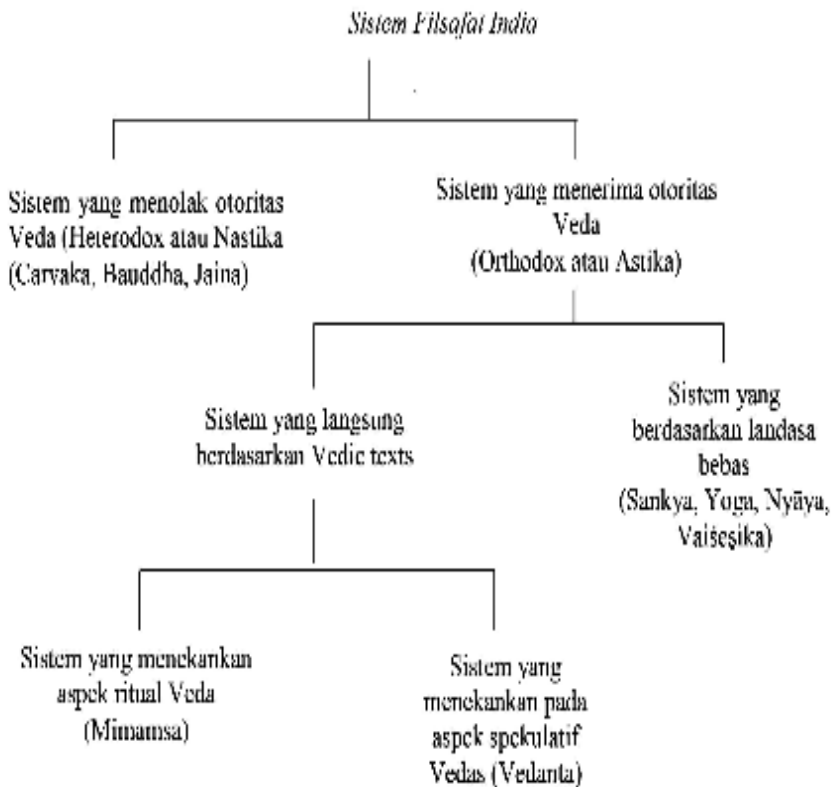 Sistem Filsafat India
Sistem yang menolak otoritas
Veda (Heterodox atau Nastika
(Carvaka, Bauddha, Jaina)
Sistem yang menerima otoritas
Veda
(Orthodox atau Astika)
Sistem yang langsung
berdasarkan Vedic texts
Sistem yang
berdasarkan landasa
bebas
(Sankya, Yoga, Nyāya,
Vaiśeṣika)
Sistem yang menekankan
aspek ritual Veda
(Mimamsa)
Sistem yang
menekankan pada
aspek spekulatif
Vedas (Vedanta)